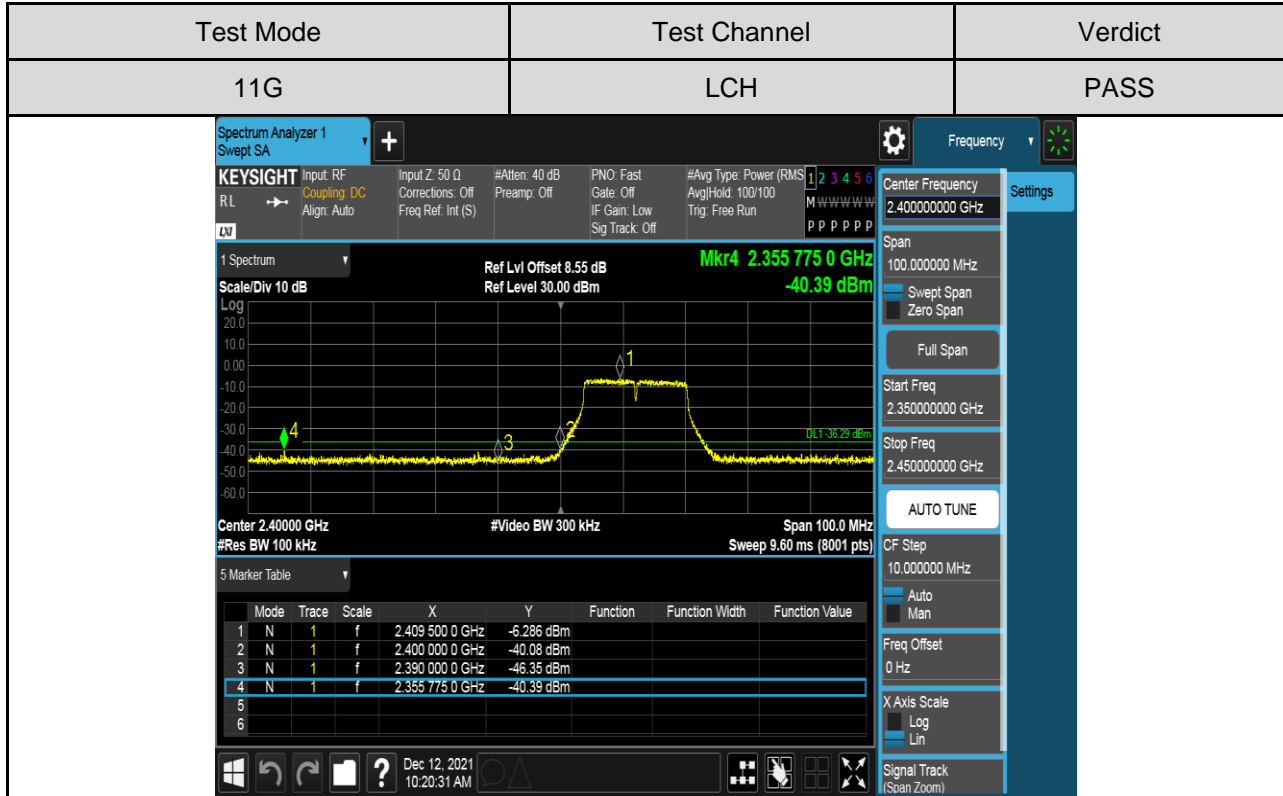 Test Mode Test Channel Verdict
11G LCH PASS
Spectrum Analyzer 1
Swept SA
+
Frequency
KEYSIGHT Input: RF Input Z: 50 Ω #Atten: 40 dB PNO: Fast #Avg Type: Power (RMS 1 2 3 4 5 6
RL Coupling: DC Corrections: Off Preamp: Off Gate: Off Avg|Hold: 100/100 M W W W W W
Align: Auto Freq Ref: Int (S) IF Gain: Low Trig: Free Run
LXI Sig Track: Off P P P P P P
Center Frequency
2.400000000 GHz
Settings
1 Spectrum
Ref Lvl Offset 8.55 dB
Mkr4 2.355 775 0 GHz
Scale/Div 10 dB
Ref Level 30.00 dBm
-40.39 dBm
Log
20.0
10.0
0.00
-10.0
-20.0
-30.0
-40.0
-50.0
-60.0
1
2
3
4
DL1 -36.29 dBm
Center 2.40000 GHz #Video BW 300 kHz Span 100.0 MHz
#Res BW 100 kHz Sweep 9.60 ms (8001 pts)
Span
100.000000 MHz
Swept Span
Zero Span
Full Span
Start Freq
2.350000000 GHz
Stop Freq
2.450000000 GHz
AUTO TUNE
CF Step
10.000000 MHz
Auto
Man
Freq Offset
0 Hz
X Axis Scale
Log
Lin
Signal Track
(Span Zoom)
5 Marker Table
Mode Trace Scale X Y Function Function Width Function Value
1 N 1 f 2.409 500 0 GHz -6.286 dBm
2 N 1 f 2.400 000 0 GHz -40.08 dBm
3 N 1 f 2.390 000 0 GHz -46.35 dBm
4 N 1 f 2.355 775 0 GHz -40.39 dBm
5
6
? Dec 12, 2021
10:20:31 AM